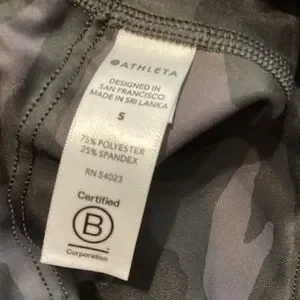 ATHLETA
DESIGNED IN
SAN FRANCISCO
MADE IN SRI LANKA
S
75% POLYESTER
25% SPANDEX
RN 54023
Certified
B
Corporation